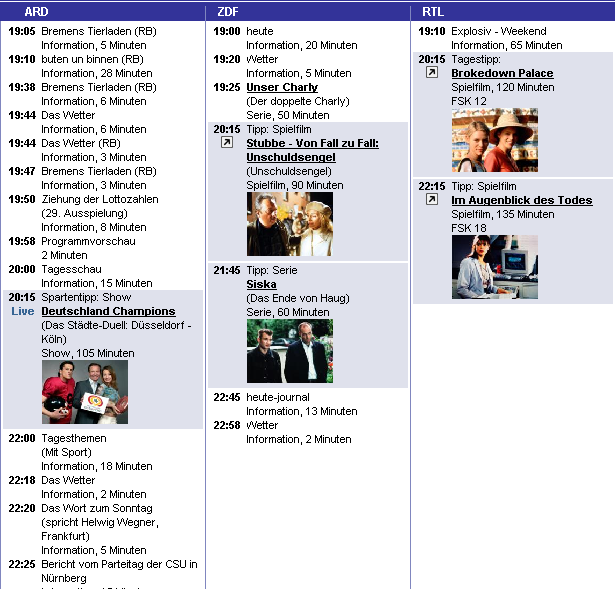 ARD
19:05 Bremens Tierladen (RB)
Information, 5 Minuten
19:10 buten un binnen (RB)
Information, 28 Minuten
19:38 Bremens Tierladen (RB)
Information, 6 Minuten
19:44 Das Wetter
Information, 6 Minuten
19:44 Das Wetter (RB)
Information, 3 Minuten
19:47 Bremens Tierladen (RB)
Information, 3 Minuten
19:50 Ziehung der Lottozahlen
(29. Ausspielung)
Information, 8 Minuten
19:58 Programmvorschau
2 Minuten
20:00 Tagesschau
Information, 15 Minuten
20:15 Spartentipp: Show
Live Deutschland Champions
(Das Städte-Duell: Düsseldorf -
Köln)
Show, 105 Minuten
22:00 Tagesthemen
(Mit Sport)
Information, 18 Minuten
22:18 Das Wetter
Information, 2 Minuten
22:20 Das Wort zum Sonntag
(spricht Helwig Wegner,
Frankfurt)
Information, 5 Minuten
22:25 Bericht vom Parteitag der CSU in
Nürnberg
ZDF
19:00 heute
Information, 20 Minuten
19:20 Wetter
Information, 5 Minuten
19:25 Unser Charly
(Der doppelte Charly)
Serie, 50 Minuten
20:15 Tipp: Spielfilm
Stubbe - Von Fall zu Fall:
Unschuldsengel
(Unschuldsengel)
Spielfilm, 90 Minuten
21:45 Tipp: Serie
Siska
(Das Ende von Haug)
Serie, 60 Minuten
22:45 heute-journal
Information, 13 Minuten
22:58 Wetter
Information, 2 Minuten
RTL
19:10 Explosiv - Weekend
Information, 65 Minuten
20:15 Tagestipp:
Brokedown Palace
Spielfilm, 120 Minuten
FSK 12
22:15 Tipp: Spielfilm
Im Augenblick des Todes
Spielfilm, 135 Minuten
FSK 18